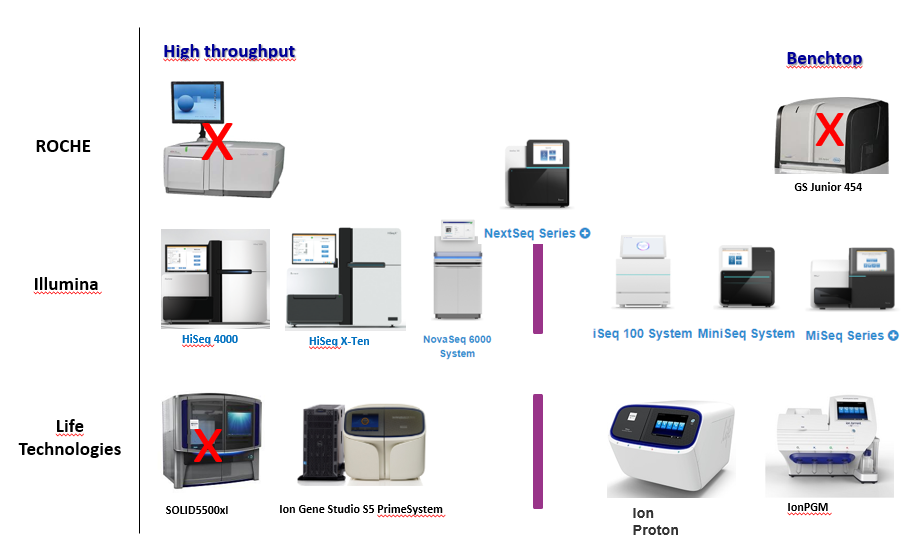 High throughput
Benchtop
ROCHE
X
X
GS Junior 454
NextSeq Series +
Illumina
HiSeq 4000
HiSeq X-Ten
NovaSeq 6000
System
iSeq 100 System
MiniSeq System
MiSeq Series +
Life
Technologies
X
SOLID5500xl
Ion Gene Studio S5 PrimeSystem
Ion
Proton
IonPGM